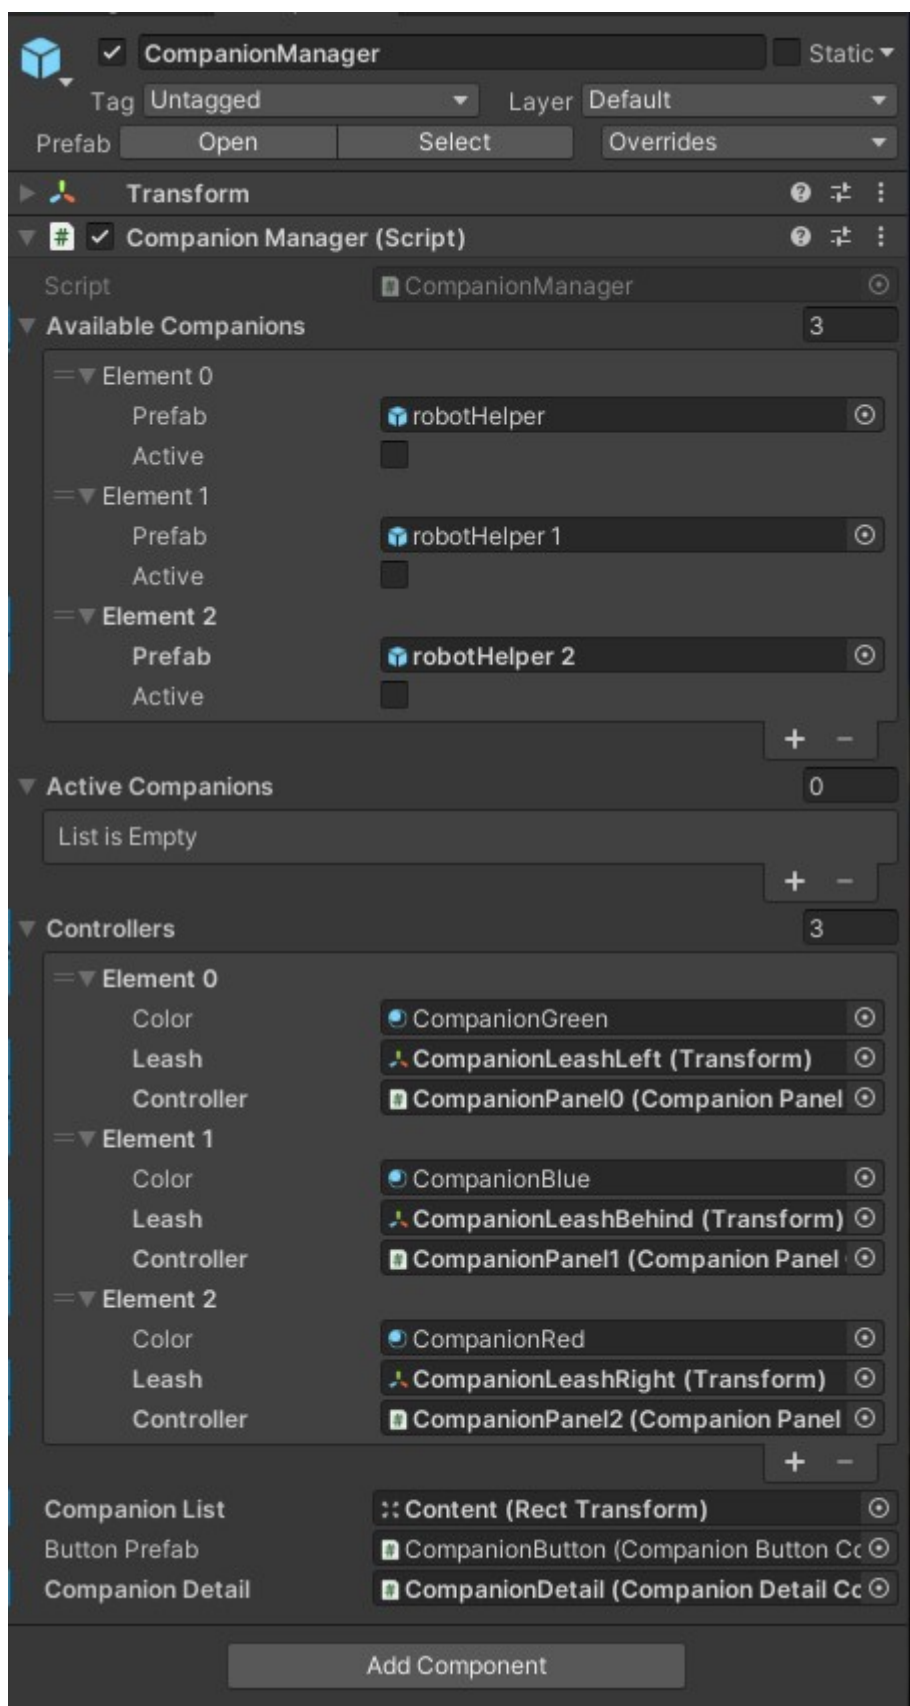 CompanionManager
Static
Tag Untagged Layer Default
Prefab Open Select Overrides
Transform
# Companion Manager (Script)
Script # CompanionManager
Available Companions 3
Element 0
Prefab robotHelper
Active
Element 1
Prefab robotHelper 1
Active
Element 2
Prefab robotHelper 2
Active
+ −
Active Companions 0
List is Empty
+ −
Controllers 3
Element 0
Color CompanionGreen
Leash CompanionLeashLeft (Transform)
Controller # CompanionPanel0 (Companion Panel
Element 1
Color CompanionBlue
Leash CompanionLeashBehind (Transform)
Controller # CompanionPanel1 (Companion Panel
Element 2
Color CompanionRed
Leash CompanionLeashRight (Transform)
Controller # CompanionPanel2 (Companion Panel
+ −
Companion List Content (Rect Transform)
Button Prefab # CompanionButton (Companion Button Co
Companion Detail # CompanionDetail (Companion Detail Co
Add Component